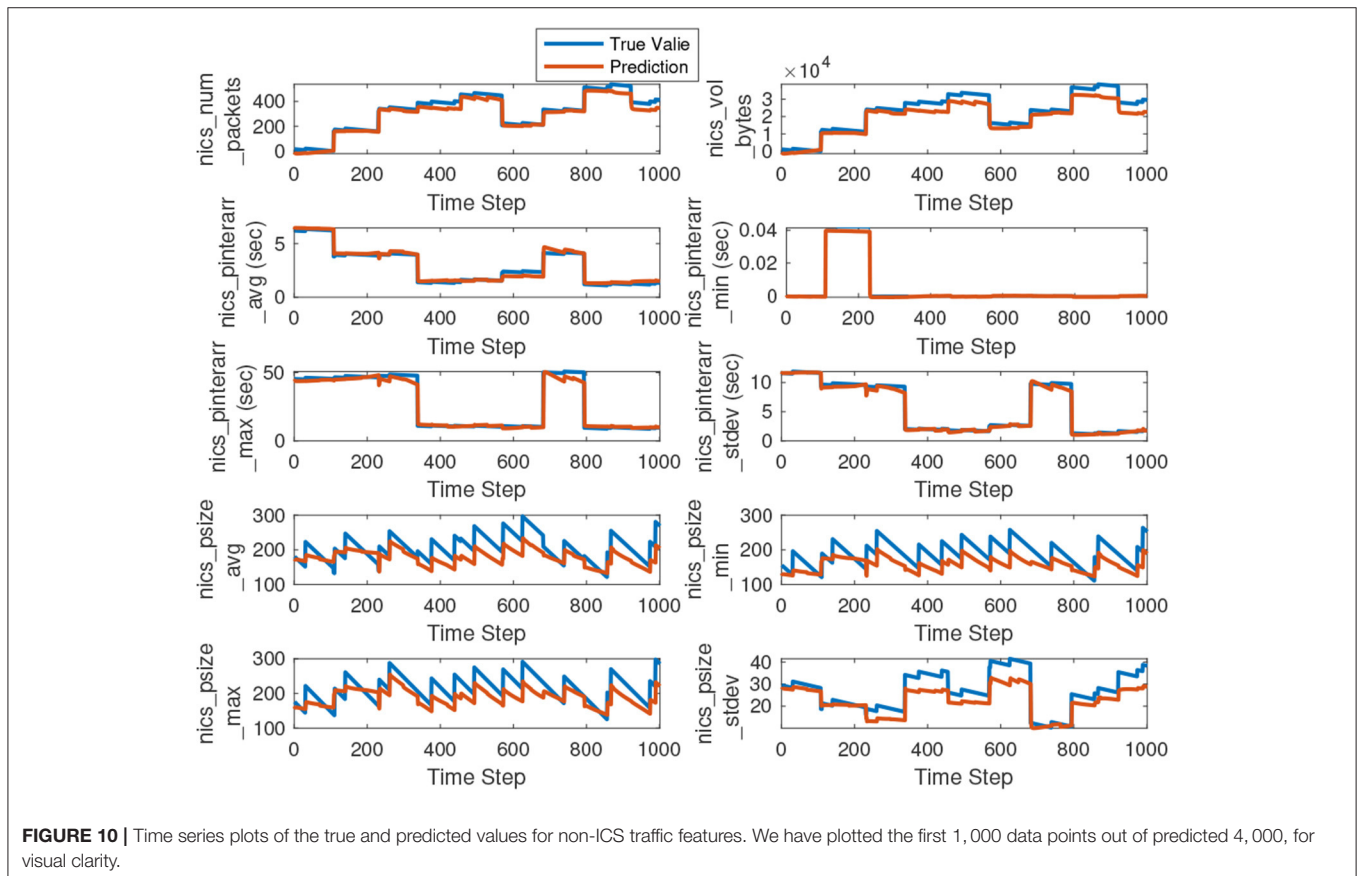 True Valie
Prediction
nics_num
_packets
400
200
0
0 200 400 600 800 1000
Time Step
×10⁴
nics_vol
_bytes
3
2
1
0
0 200 400 600 800 1000
Time Step
nics_pinterarr
_avg (sec)
5
0
0 200 400 600 800 1000
Time Step
nics_pinterarr
_min (sec)
0.04
0.02
0
0 200 400 600 800 1000
Time Step
nics_pinterarr
_max (sec)
50
0
0 200 400 600 800 1000
Time Step
nics_pinterarr
_stdev (sec)
10
5
0
0 200 400 600 800 1000
Time Step
nics_psize
_avg
300
200
100
0 200 400 600 800 1000
Time Step
nics_psize
_min
300
200
100
0 200 400 600 800 1000
Time Step
nics_psize
_max
300
200
100
0 200 400 600 800 1000
Time Step
nics_psize
_stdev
40
30
20
0 200 400 600 800 1000
Time Step
FIGURE 10 | Time series plots of the true and predicted values for non-ICS traffic features. We have plotted the first 1,000 data points out of predicted 4,000, for
visual clarity.